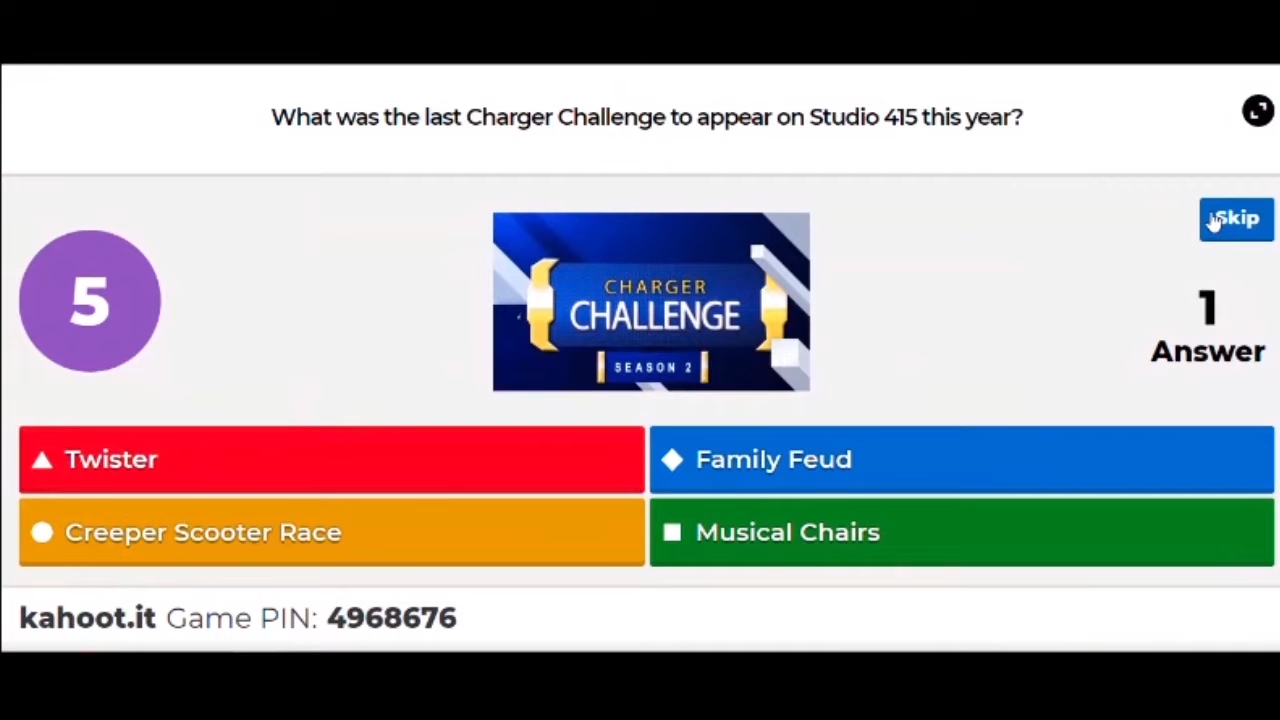 What was the last Charger Challenge to appear on Studio 415 this year?
Skip
5
CHARGER
CHALLENGE
SEASON 2
1
Answer
Twister
Family Feud
Creeper Scooter Race
Musical Chairs
kahoot.it Game PIN: 4968676